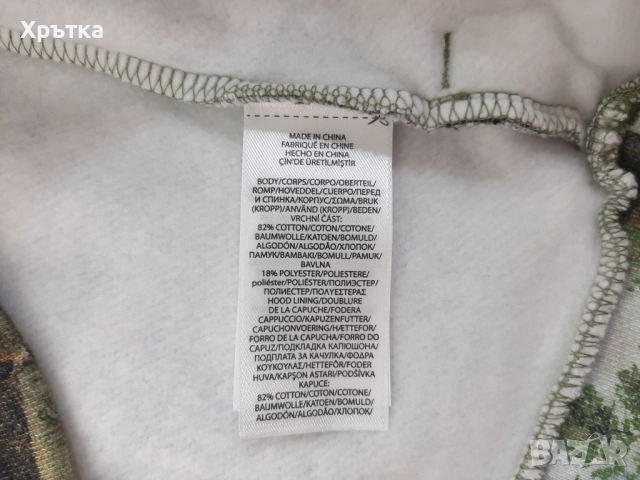 Хрътка
MADE IN CHINA
FABRIQUÉ EN CHINE
HECHO EN CHINA
ÇİN'DE ÜRETİLMİŞTİR
BODY/CORPS/CORPO/OBERTEIL/
ROMP/HOVEDDEL/CUERPO/ПЕРЕД
И СПИНКА/КОРПУС/ΣΩΜΑ/BRUK
(KROPP)/ANVÄND (KROPP)/BEDEN/
VRCHNÍ ČÁST:
82% COTTON/COTON/COTONE/
BAUMWOLLE/KATOEN/BOMULD/
ALGODÓN/ALGODÃO/ХЛОПОК/
ПАМУК/ΒΑΜΒΑΚΙ/BOMULL/PAMUK/
BAVLNA
18% POLYESTER/POLIESTERE/
poliéster/POLIÉSTER/ПОЛИЭСТЕР/
ПОЛИЕСТЕР/ΠΟΛΥΕΣΤΕΡΑΣ
HOOD LINING/DOUBLURE
DE LA CAPUCHE/FODERA
CAPPUCCIO/KAPUZENFUTTER/
CAPUCHONVOERING/HÆTTEFOR/
FORRO DE LA CAPUCHA/FORRO DO
CAPUZ/ПОДКЛАДКА КАПЮШОНА/
ПОДПЛАТА ЗА КАЧУЛКА/ΦΟΔΡΑ
ΚΟΥΚΟΥΛΑΣ/HETTEFÔR/FODER
HUVA/KAPŞON ASTARI/PODŠÍVKA
KAPUCE:
82% COTTON/COTON/COTONE/
BAUMWOLLE/KATOEN/BOMULD/
ALGODÓN/ALGODÃO/ХЛОПОК/
BAZAR